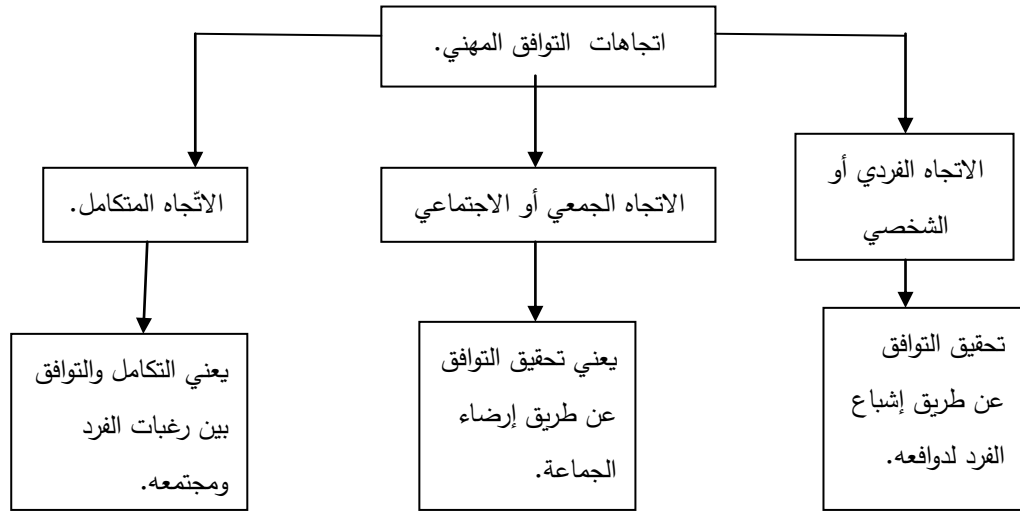 اتجاهات التوافق المهني.
الاتجاه الفردي أو
الشخصي
الاتجاه الجمعي أو الاجتماعي
الاتّجاه المتكامل.
تحقيق التوافق
عن طريق إشباع
الفرد لدوافعه.
يعني تحقيق التوافق
عن طريق إرضاء
الجماعة.
يعني التكامل والتوافق
بين رغبات الفرد
ومجتمعه.